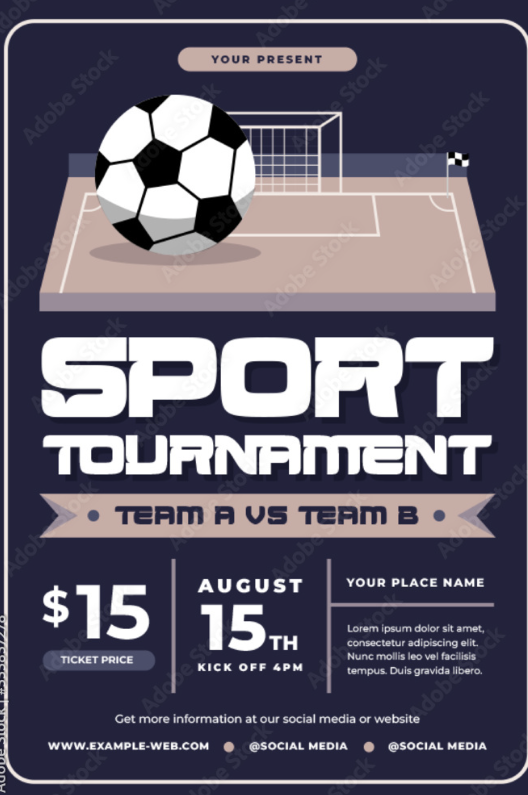 YOUR PRESENT
SPORT
TOURNAMENT
TEAM A VS TEAM B
$15
TICKET PRICE
AUGUST
15TH
KICK OFF 4PM
YOUR PLACE NAME
Lorem ipsum dolor sit amet,
consectetur adipiscing elit.
Nunc mollis leo vel facilisis
tempus. Duis gravida libero.
Get more information at our social media or website
WWW.EXAMPLE-WEB.COM @SOCIAL MEDIA @SOCIAL MEDIA
Adobe Stock